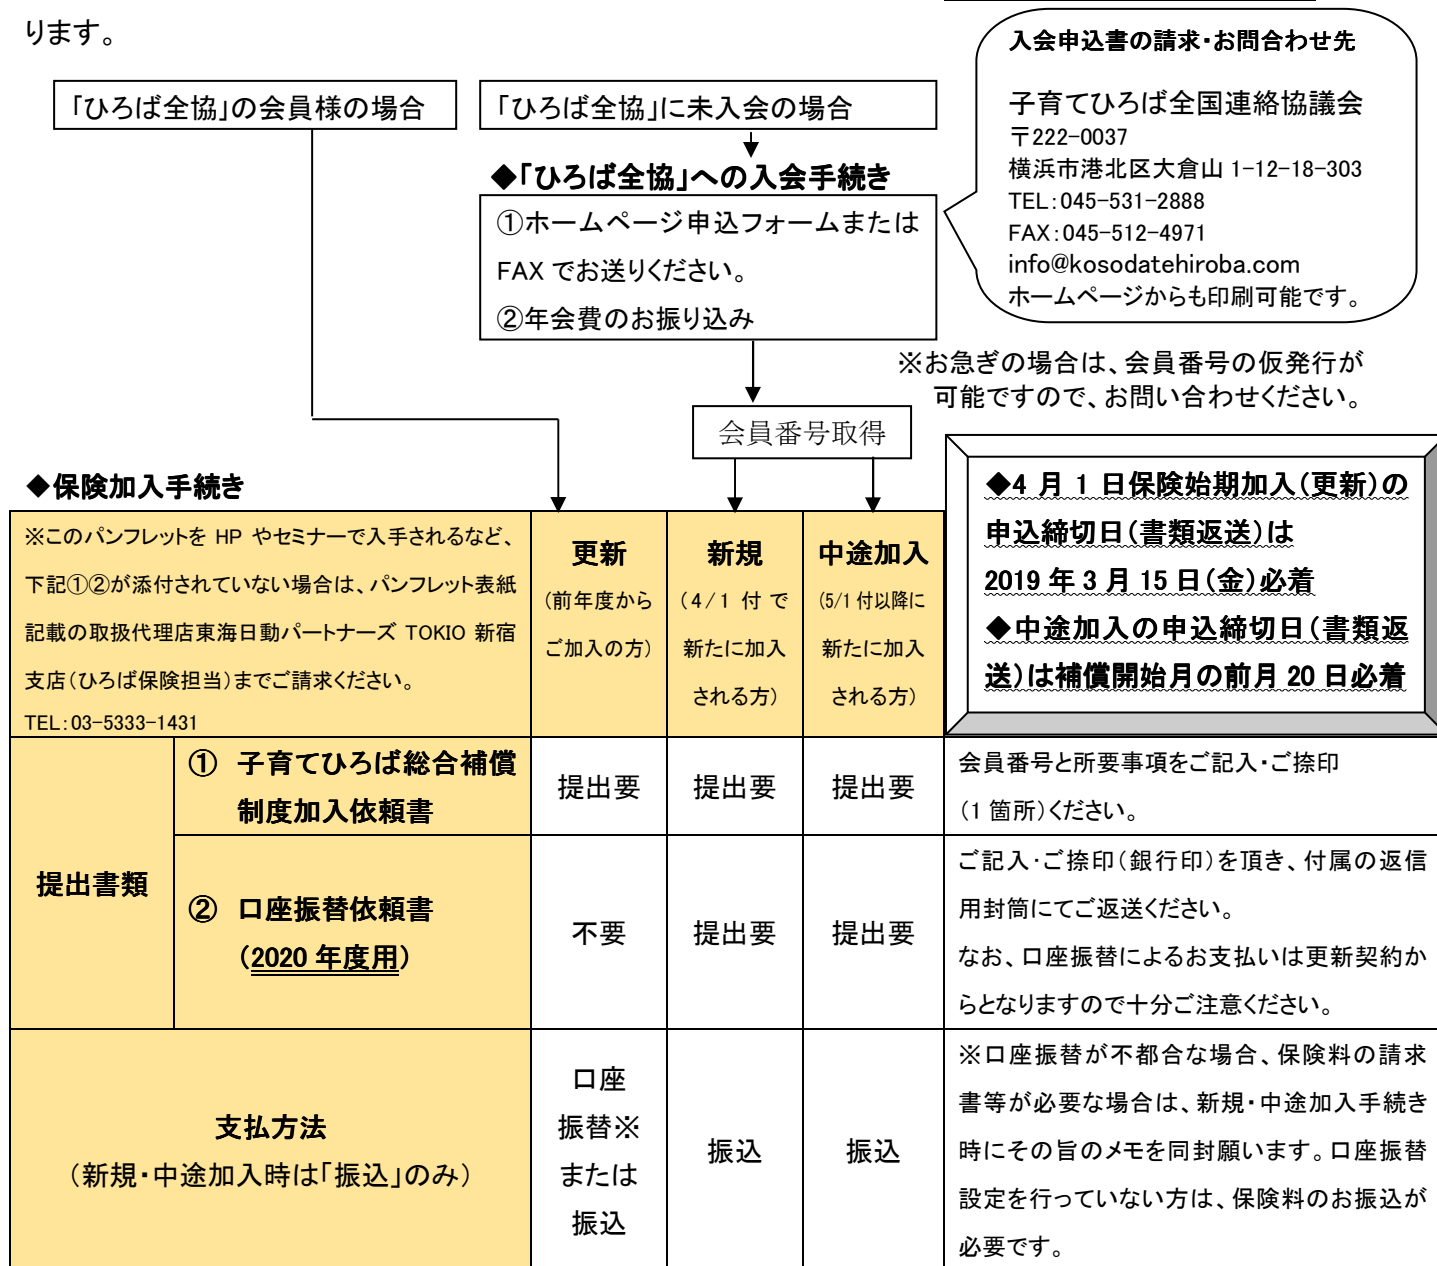 ります。
「ひろば全協」の会員様の場合
「ひろば全協」に未入会の場合
◆「ひろば全協」への入会手続き
①ホームページ申込フォームまたは
FAX でお送りください。
②年会費のお振り込み
入会申込書の請求・お問合わせ先
子育てひろば全国連絡協議会
〒222-0037
横浜市港北区大倉山 1-12-18-303
TEL：045-531-2888
FAX：045-512-4971
info@kosodatehiroba.com
ホームページからも印刷可能です。
※お急ぎの場合は、会員番号の仮発行が
可能ですので、お問い合わせください。
会員番号取得
◆4 月 1 日保険始期加入（更新）の
申込締切日（書類返送）は
2019 年 3 月 15 日（金）必着
◆中途加入の申込締切日（書類返
送）は補償開始月の前月 20 日必着
◆保険加入手続き
※このパンフレットを HP やセミナーで入手されるなど、
下記①②が添付されていない場合は、パンフレット表紙
記載の取扱代理店東海日動パートナーズ TOKIO 新宿
支店（ひろば保険担当）までご請求ください。
TEL：03-5333-1431
更新
（前年度から
ご加入の方）
新規
（4/1 付で
新たに加入
される方）
中途加入
（5/1 付以降に
新たに加入
される方）
提出書類
① 子育てひろば総合補償
制度加入依頼書
提出要
提出要
提出要
会員番号と所要事項をご記入・ご捺印
（1 箇所）ください。
② 口座振替依頼書
（2020 年度用）
不要
提出要
提出要
ご記入・ご捺印（銀行印）を頂き、付属の返信
用封筒にてご返送ください。
なお、口座振替によるお支払いは更新契約か
らとなりますので十分ご注意ください。
支払方法
（新規・中途加入時は「振込」のみ）
口座
振替※
または
振込
振込
振込
※口座振替が不都合な場合、保険料の請求
書等が必要な場合は、新規・中途加入手続き
時にその旨のメモを同封願います。口座振替
設定を行っていない方は、保険料のお振込が
必要です。